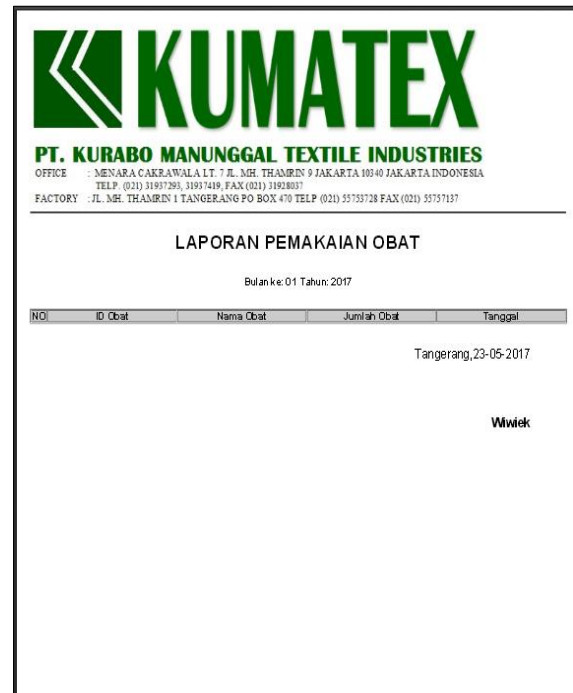 KUMATEX
PT. KURABO MANUNGGAL TEXTILE INDUSTRIES
OFFICE : MENARA CAKRAWALA LT. 7 JL. MH. THAMRIN 9 JAKARTA 10340 JAKARTA INDONESIA
TELP. (021) 31937293, 31937419, FAX (021) 31928037
FACTORY : JL. MH. THAMRIN 1 TANGERANG PO BOX 470 TELP (021) 55753728 FAX (021) 55757137
LAPORAN PEMAKAIAN OBAT
Bulan ke: 01 Tahun: 2017
NO ID Obat Nama Obat Jumlah Obat Tanggal
Tangerang,23-05-2017
Wiwiek